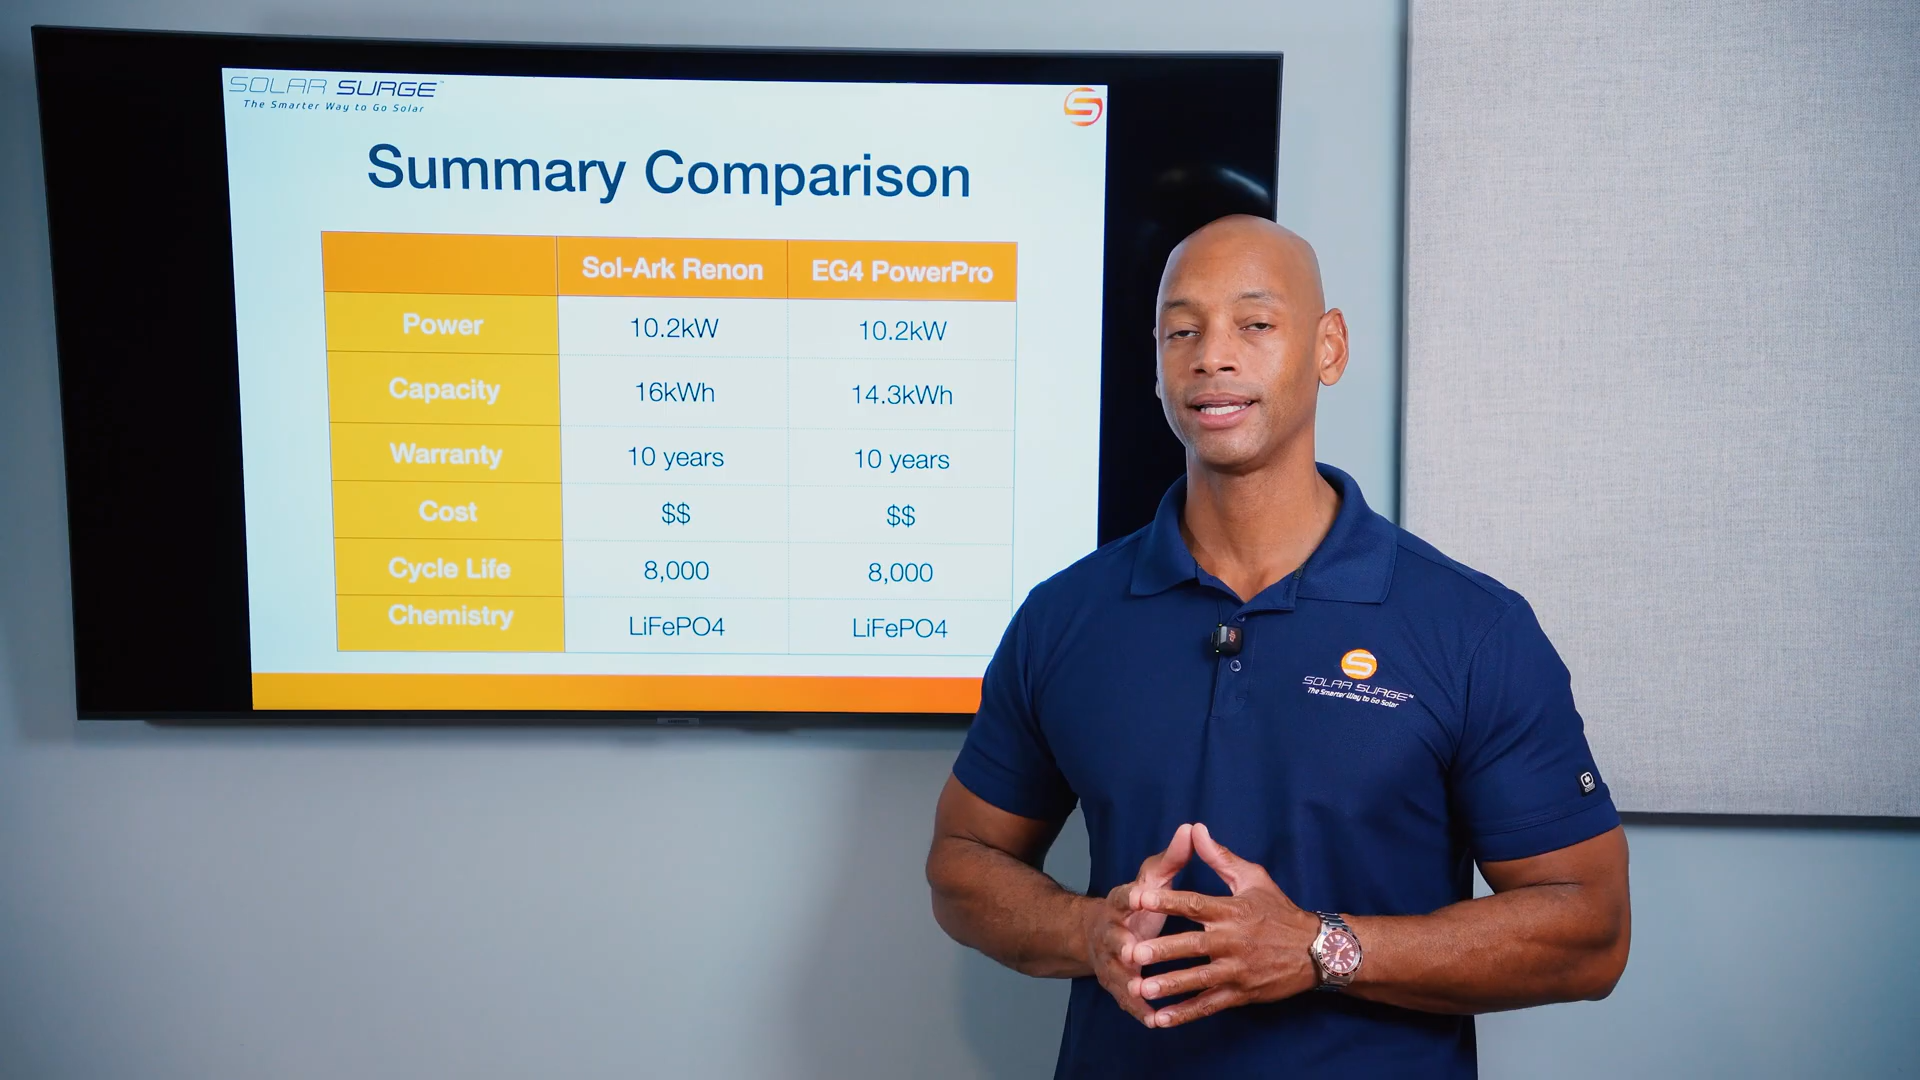 SOLAR SURGE™
The Smarter Way to Go Solar
S
Summary Comparison
Sol-Ark Renon EG4 PowerPro
Power 10.2kW 10.2kW
Capacity 16kWh 14.3kWh
Warranty 10 years 10 years
Cost $$ $$
Cycle Life 8,000 8,000
Chemistry LiFePO4 LiFePO4
S
SOLAR SURGE™
The Smarter Way to Go Solar